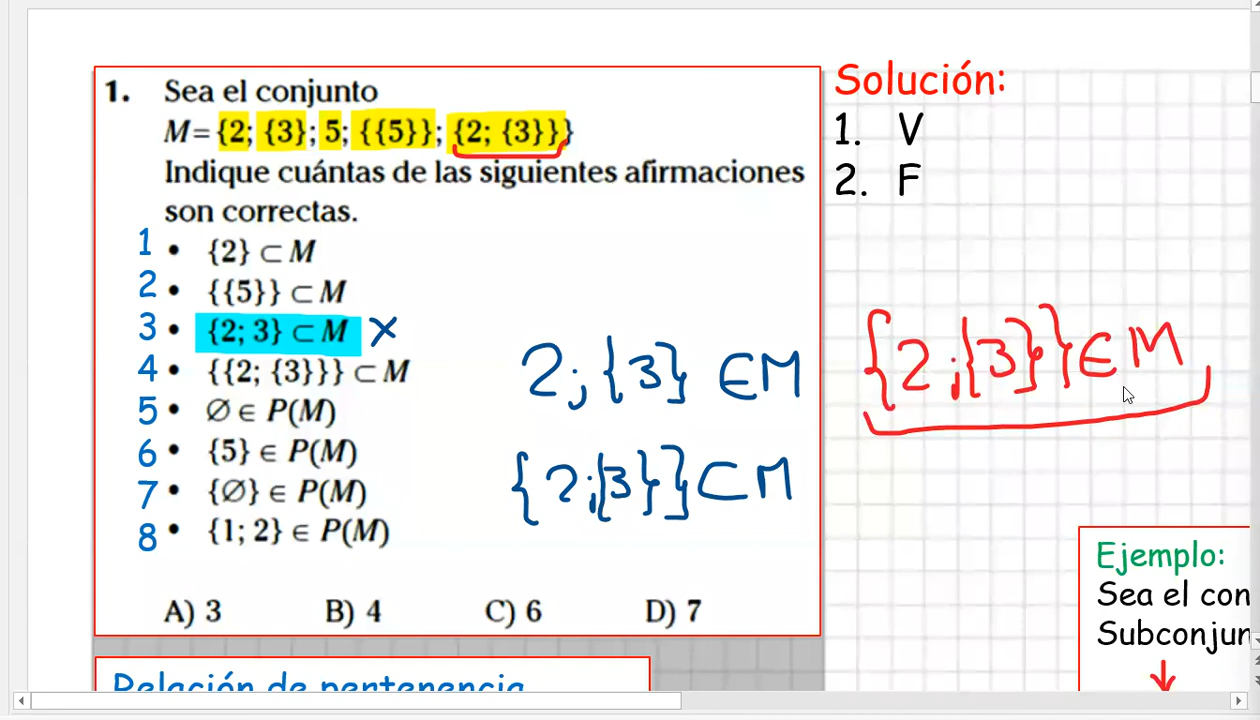 1. Sea el conjunto
M= {2; {3}; 5; {{5}}; {2; {3}}}
Indique cuántas de las siguientes afirmaciones
son correctas.
1 • {2} ⊂ M
2 • {{5}} ⊂ M
3 • {2; 3} ⊂ M ×
4 • {{2; {3}}} ⊂ M
5 • ∅ ∈ P(M)
6 • {5} ∈ P(M)
7 • {∅} ∈ P(M)
8 • {1; 2} ∈ P(M)
A) 3 B) 4 C) 6 D) 7
2;{3} ∈M
{2;{3}}⊂M
Solución:
1. V
2. F
{2;{3}}∈M
Ejemplo:
Sea el con
Subconjun
Relación de pertenencia